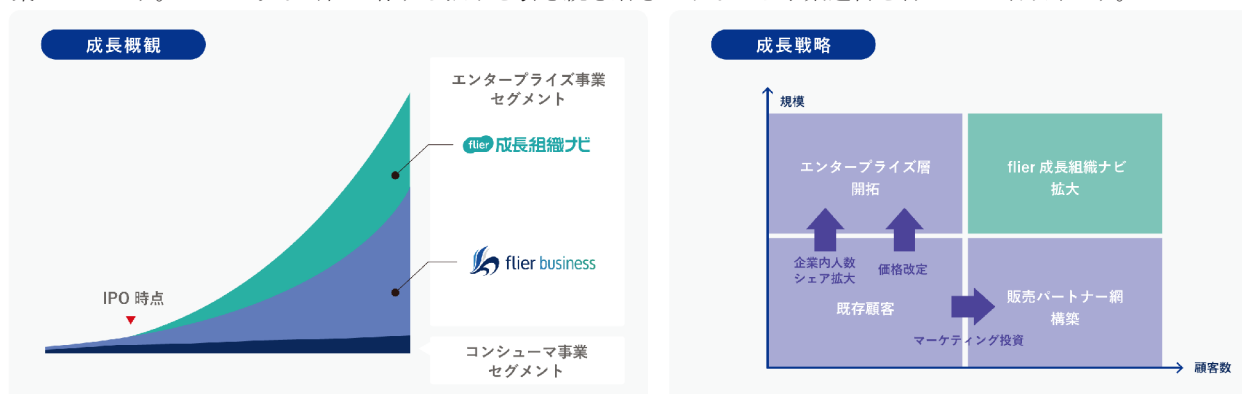 成長概観
エンタープライズ事業
セグメント
flier 成長組織ナビ
flier business
IPO 時点
コンシューマ事業
セグメント
成長戦略
規模
エンタープライズ層
開拓
flier 成長組織ナビ
拡大
企業内人数
シェア拡大
価格改定
既存顧客
販売パートナー網
構築
マーケティング投資
顧客数